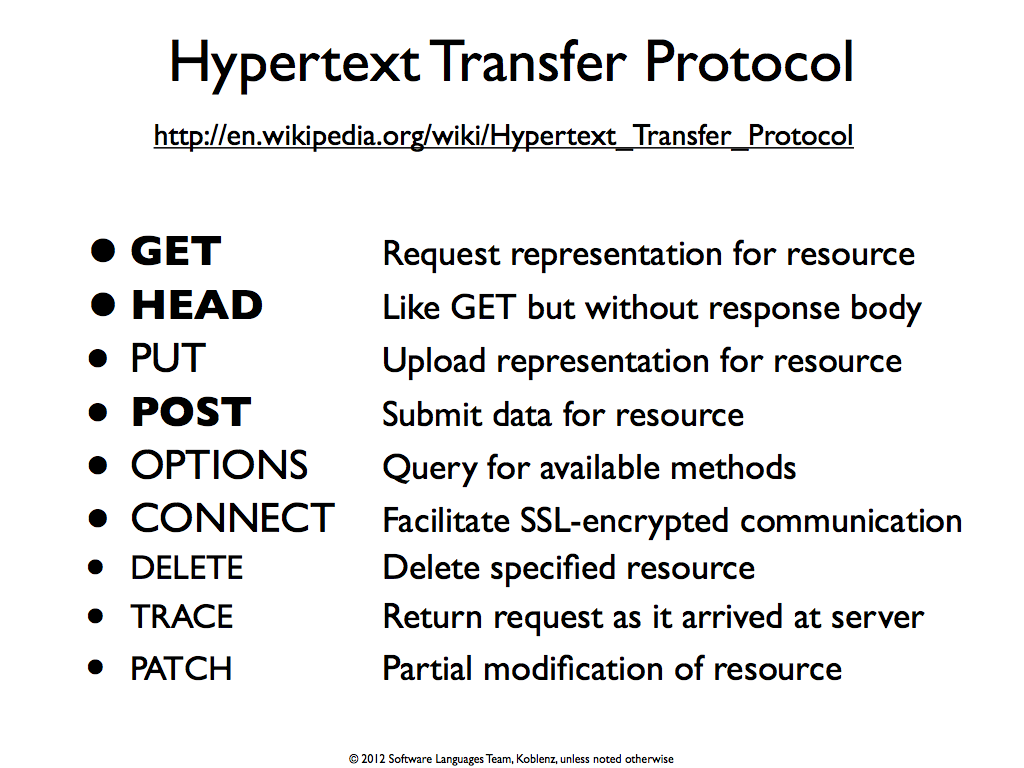 Hypertext Transfer Protocol
http://en.wikipedia.org/wiki/Hypertext_Transfer_Protocol
• GET Request representation for resource
• HEAD Like GET but without response body
• PUT Upload representation for resource
• POST Submit data for resource
• OPTIONS Query for available methods
• CONNECT Facilitate SSL-encrypted communication
• DELETE Delete specified resource
• TRACE Return request as it arrived at server
• PATCH Partial modification of resource
© 2012 Software Languages Team, Koblenz, unless noted otherwise